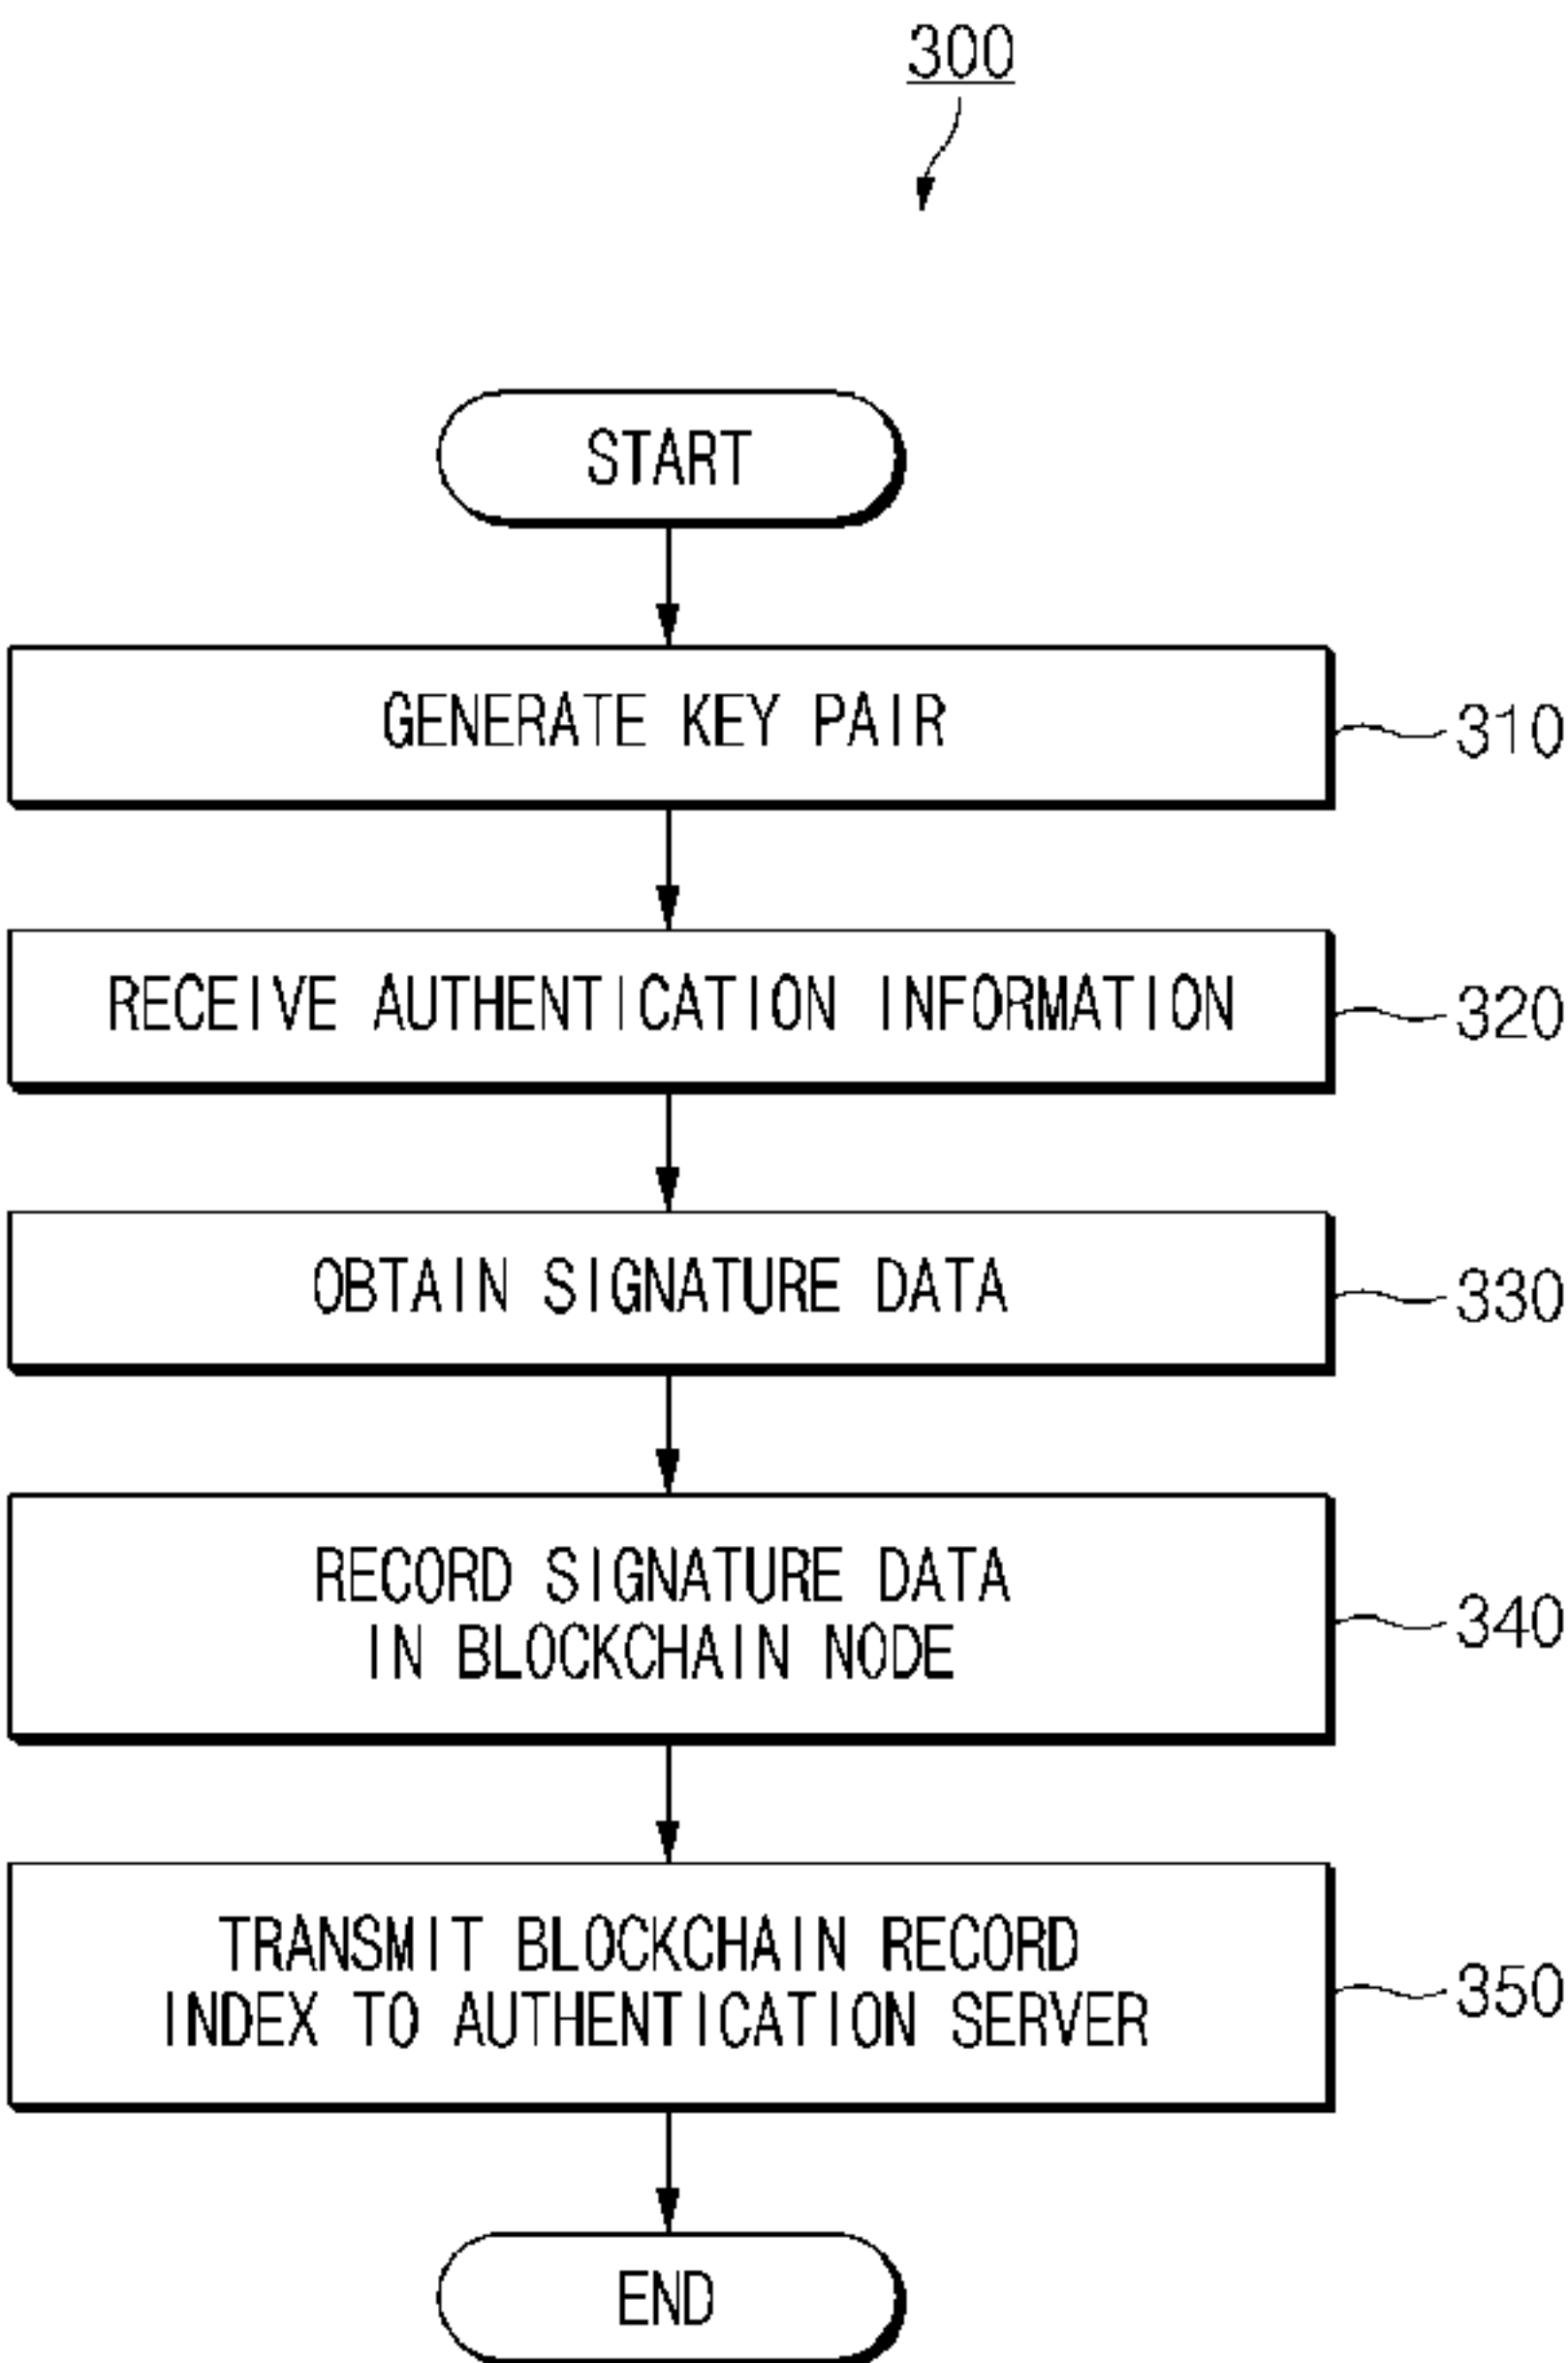 300
START
GENERATE KEY PAIR
310
RECEIVE AUTHENTICATION INFORMATION
320
OBTAIN SIGNATURE DATA
330
RECORD SIGNATURE DATA
IN BLOCKCHAIN NODE
340
TRANSMIT BLOCKCHAIN RECORD
INDEX TO AUTHENTICATION SERVER
350
END